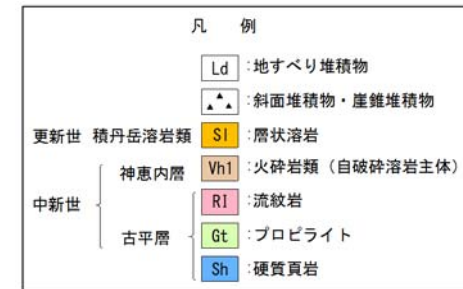 凡 例
Ld :地すべり堆積物
:斜面堆積物・崖錐堆積物
更新世 積丹岳溶岩類 Sl :層状溶岩
神恵内層 Vh1 :火砕岩類(自破砕溶岩主体)
中新世
RI :流紋岩
古平層 Gt :プロピライト
Sh :硬質頁岩